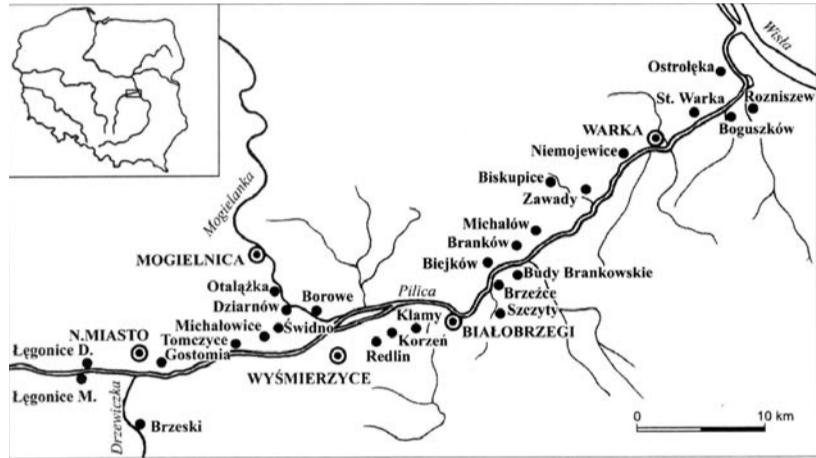 Wisła
Ostrołęka
St. Warka
Rozniszew
WARKA
Boguszków
Niemojewice
Biskupice
Zawady
Mogielanka
Michałów
Branków
MOGIELNICA
Biejków
Budy Brankowskie
Pilica
Otalążka
Brzeźce
Dziarnów
Borowe
Szczyty
Klamy
Michałowice
Świdno
BIAŁOBRZEGI
N.MIASTO
Tomczyce
Korzeń
Łęgonice D.
Gostomia
Redlin
WYŚMIERZYCE
Łęgonice M.
Drzewiczka
Brzeski
0 10 km